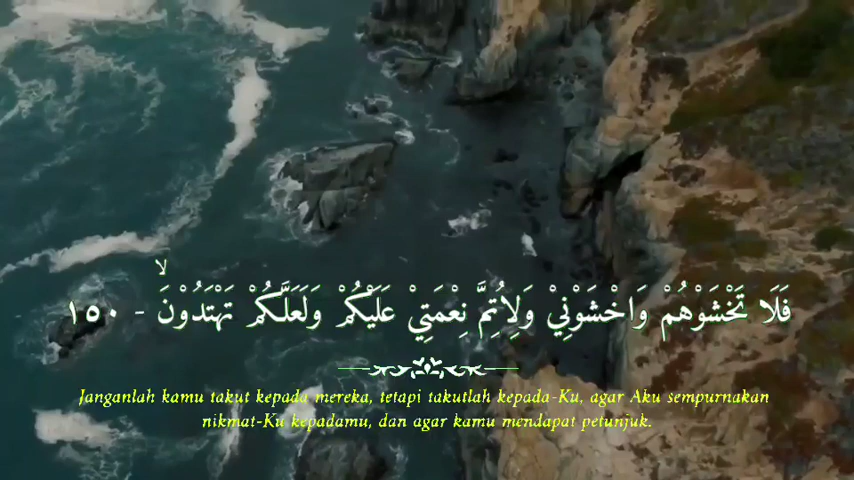 فَلَا تَخْشَوْهُمْ وَاخْشَوْنِيْ وَلِاُتِمَّ نِعْمَتِيْ عَلَيْكُمْ وَلَعَلَّكُمْ تَهْتَدُوْنَۙ - ١٥٠
Janganlah kamu takut kepada mereka, tetapi takutlah kepada-Ku, agar Aku sempurnakan
nikmat-Ku kepadamu, dan agar kamu mendapat petunjuk.